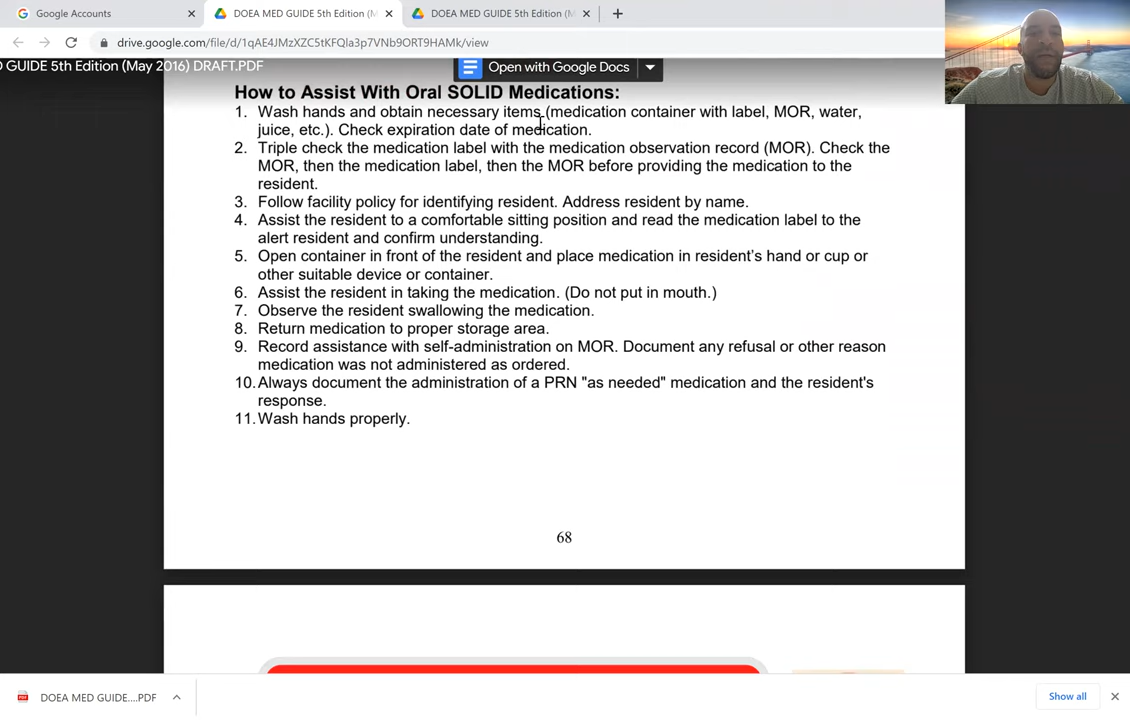 Google Accounts
DOEA MED GUIDE 5th Edition (M
DOEA MED GUIDE 5th Edition (M
drive.google.com/file/d/1qAE4JMzXZC5tKFQla3p7VNb9ORT9HAMk/view
D GUIDE 5th Edition (May 2016) DRAFT.PDF
Open with Google Docs
How to Assist With Oral SOLID Medications:
1. Wash hands and obtain necessary items (medication container with label, MOR, water,
juice, etc.). Check expiration date of medication.
2. Triple check the medication label with the medication observation record (MOR). Check the
MOR, then the medication label, then the MOR before providing the medication to the
resident.
3. Follow facility policy for identifying resident. Address resident by name.
4. Assist the resident to a comfortable sitting position and read the medication label to the
alert resident and confirm understanding.
5. Open container in front of the resident and place medication in resident's hand or cup or
other suitable device or container.
6. Assist the resident in taking the medication. (Do not put in mouth.)
7. Observe the resident swallowing the medication.
8. Return medication to proper storage area.
9. Record assistance with self-administration on MOR. Document any refusal or other reason
medication was not administered as ordered.
10. Always document the administration of a PRN "as needed" medication and the resident's
response.
11. Wash hands properly.
68
DOEA MED GUIDE....PDF
Show all